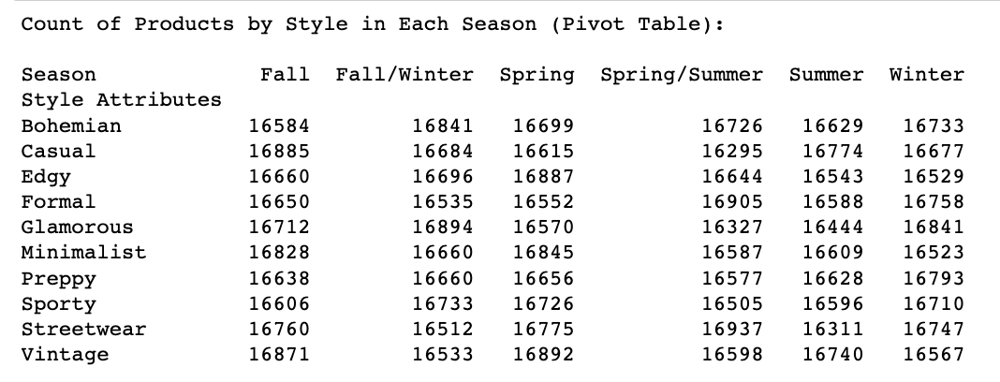 Count of Products by Style in Each Season (Pivot Table):
Season Fall Fall/Winter Spring Spring/Summer Summer Winter
Style Attributes
Bohemian 16584 16841 16699 16726 16629 16733
Casual 16885 16684 16615 16295 16774 16677
Edgy 16660 16696 16887 16644 16543 16529
Formal 16650 16535 16552 16905 16588 16758
Glamorous 16712 16894 16570 16327 16444 16841
Minimalist 16828 16660 16845 16587 16609 16523
Preppy 16638 16660 16656 16577 16628 16793
Sporty 16606 16733 16726 16505 16596 16710
Streetwear 16760 16512 16775 16937 16311 16747
Vintage 16871 16533 16892 16598 16740 16567